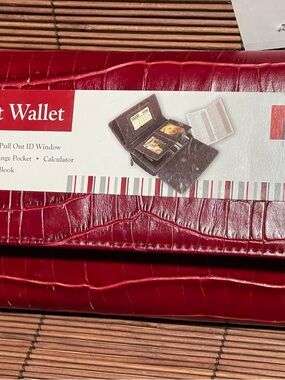 t Wallet
Pull Out ID Window
nge Pocket • Calculator
Book